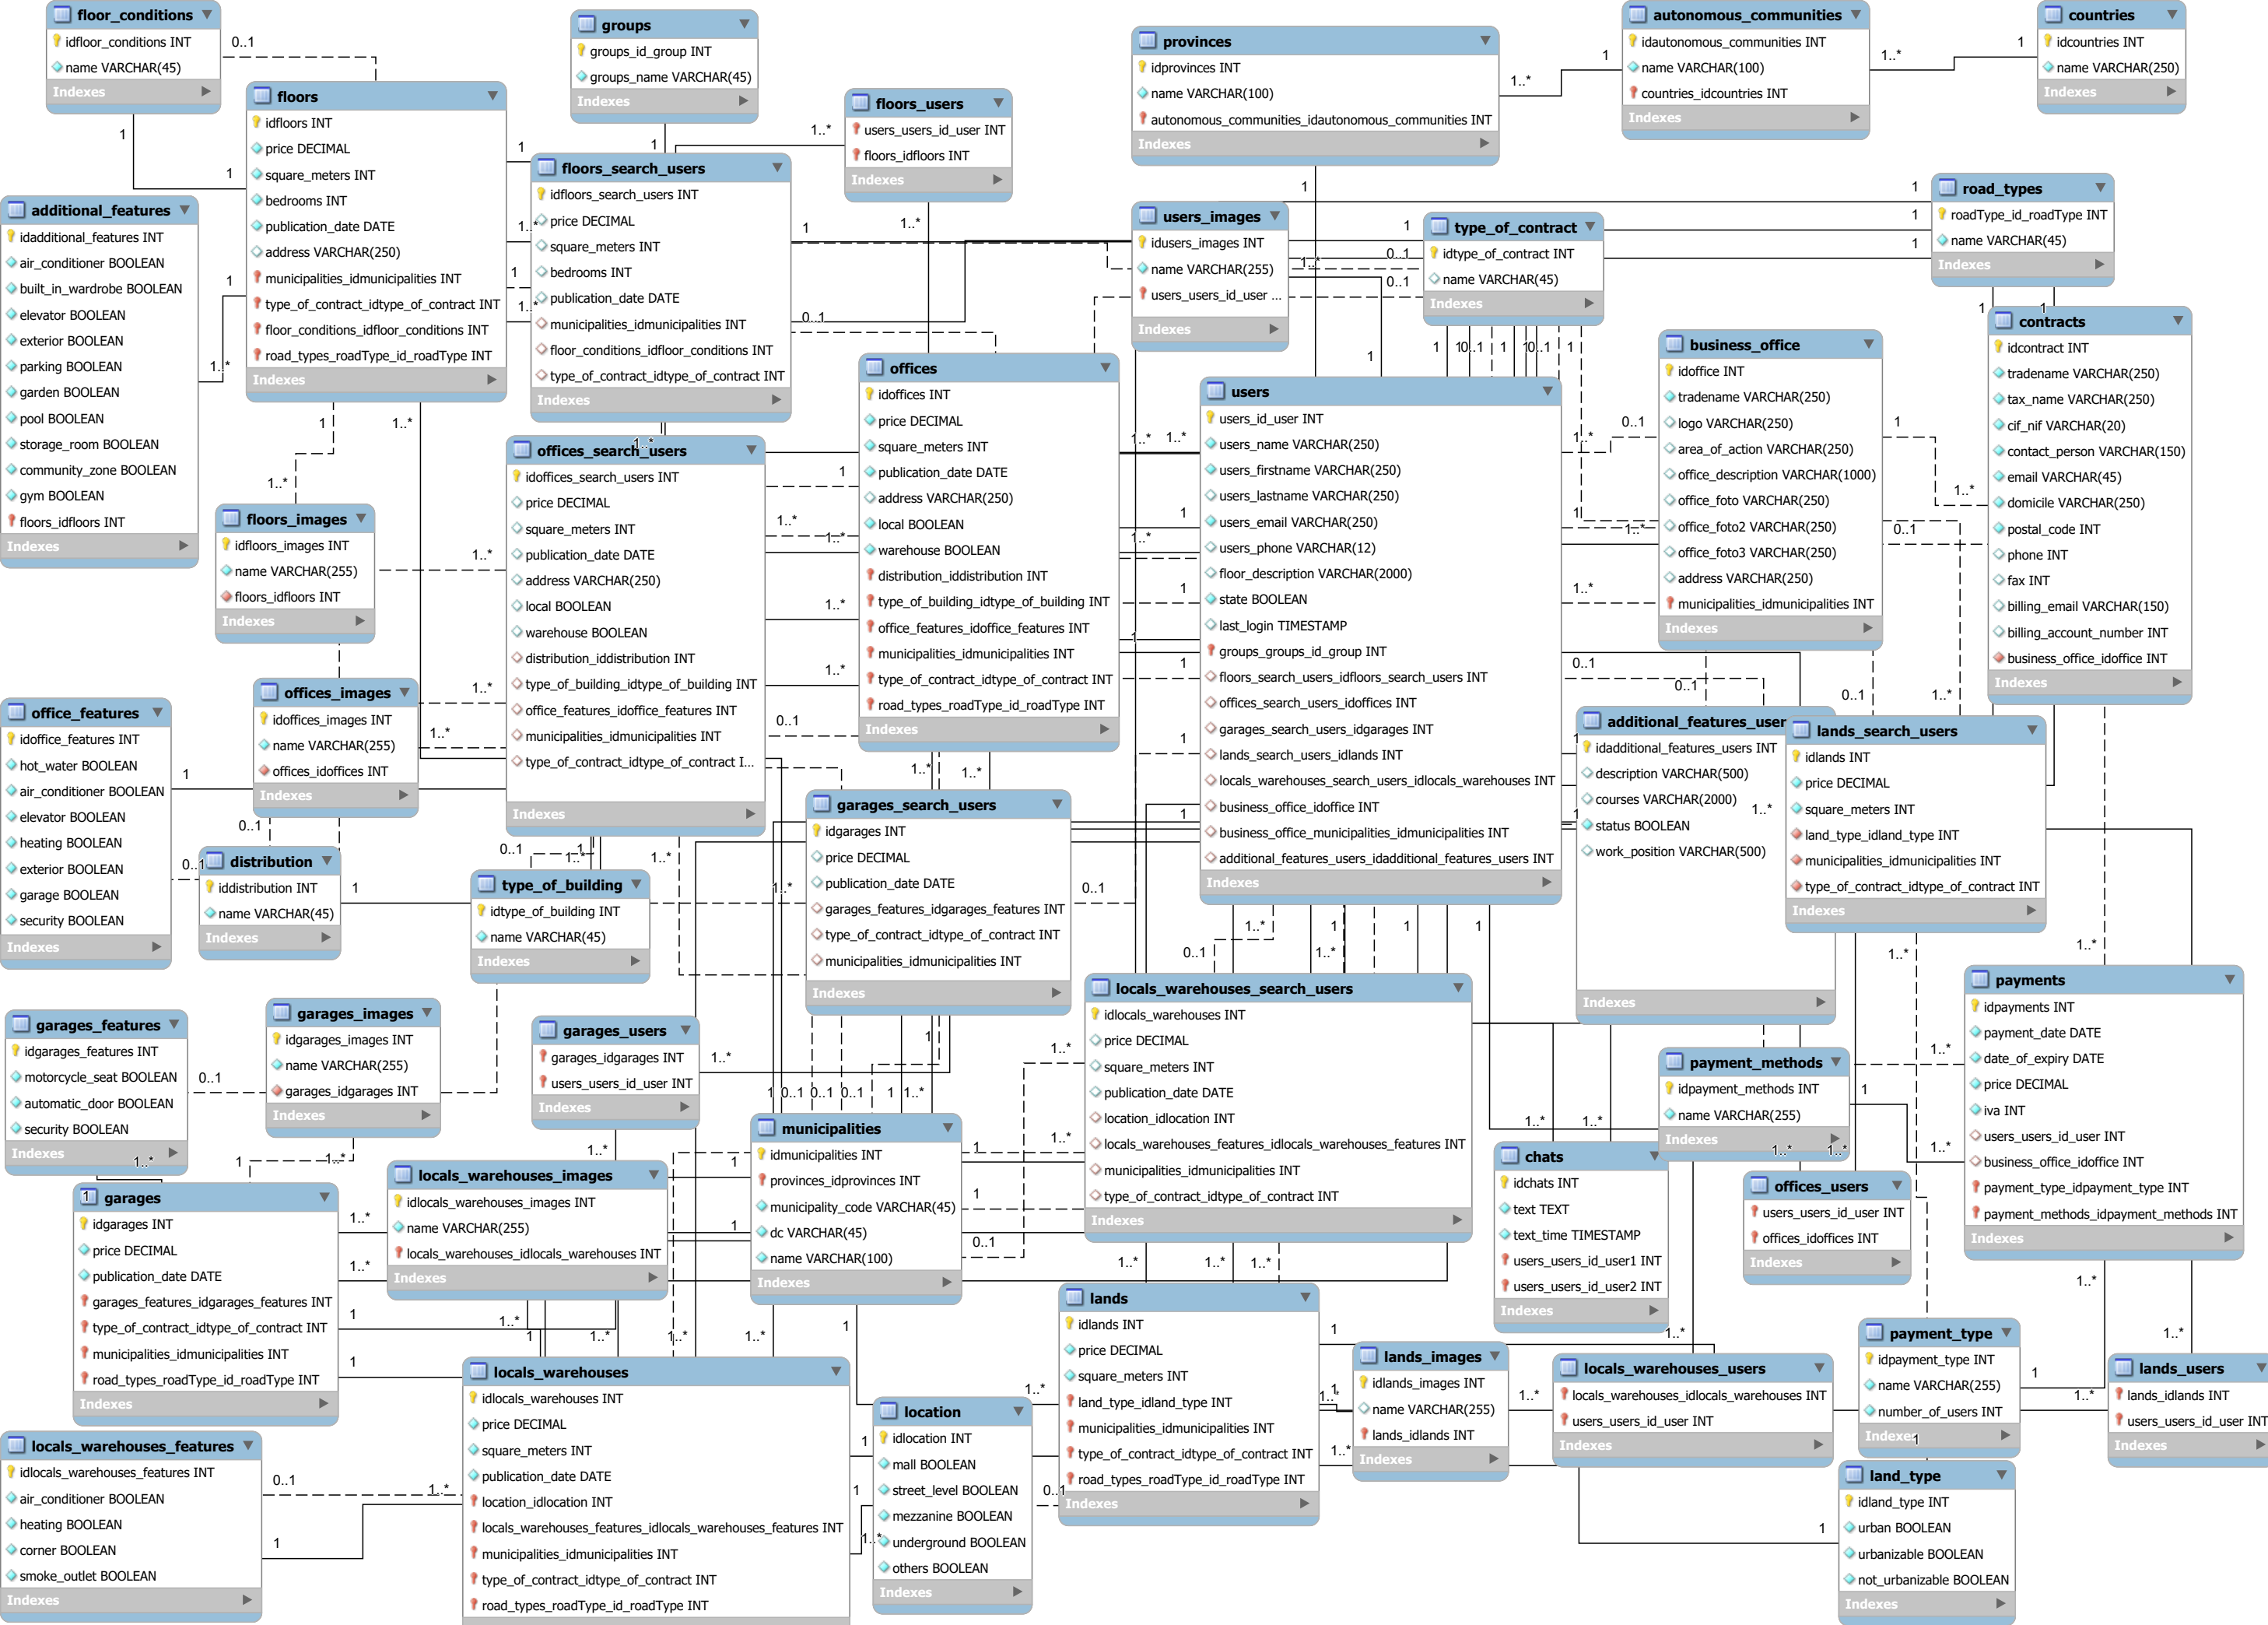 floor_conditions
idfloor_conditions INT
name VARCHAR(45)
Indexes
floors
idfloors INT
price DECIMAL
square_meters INT
bedrooms INT
publication_date DATE
address VARCHAR(250)
municipalities_idmunicipalities INT
type_of_contract_idtype_of_contract INT
floor_conditions_idfloor_conditions INT
road_types_roadType_id_roadType INT
Indexes
groups
groups_id_group INT
groups_name VARCHAR(45)
Indexes
floors_users
users_users_id_user INT
floors_idfloors INT
Indexes
provinces
idprovinces INT
name VARCHAR(100)
autonomous_communities_idautonomous_communities INT
Indexes
autonomous_communities
idautonomous_communities INT
name VARCHAR(100)
countries_idcountries INT
Indexes
countries
idcountries INT
name VARCHAR(250)
Indexes
additional_features
idadditional_features INT
air_conditioner BOOLEAN
built_in_wardrobe BOOLEAN
elevator BOOLEAN
exterior BOOLEAN
parking BOOLEAN
garden BOOLEAN
pool BOOLEAN
storage_room BOOLEAN
community_zone BOOLEAN
gym BOOLEAN
floors_idfloors INT
Indexes
floors_search_users
idfloors_search_users INT
price DECIMAL
square_meters INT
bedrooms INT
publication_date DATE
municipalities_idmunicipalities INT
floor_conditions_idfloor_conditions INT
type_of_contract_idtype_of_contract INT
Indexes
users_images
idusers_images INT
name VARCHAR(255)
users_users_id_user ...
Indexes
type_of_contract
idtype_of_contract INT
name VARCHAR(45)
Indexes
road_types
roadType_id_roadType INT
name VARCHAR(45)
Indexes
contracts
idcontract INT
tradename VARCHAR(250)
tax_name VARCHAR(250)
cif_nif VARCHAR(20)
contact_person VARCHAR(150)
email VARCHAR(45)
domicile VARCHAR(250)
postal_code INT
phone INT
fax INT
billing_email VARCHAR(150)
billing_account_number INT
business_office_idoffice INT
Indexes
business_office
idoffice INT
tradename VARCHAR(250)
logo VARCHAR(250)
area_of_action VARCHAR(250)
office_description VARCHAR(1000)
office_foto VARCHAR(250)
office_foto2 VARCHAR(250)
office_foto3 VARCHAR(250)
address VARCHAR(250)
municipalities_idmunicipalities INT
Indexes
offices
idoffices INT
price DECIMAL
square_meters INT
publication_date DATE
address VARCHAR(250)
local BOOLEAN
warehouse BOOLEAN
distribution_iddistribution INT
type_of_building_idtype_of_building INT
office_features_idoffice_features INT
municipalities_idmunicipalities INT
type_of_contract_idtype_of_contract INT
road_types_roadType_id_roadType INT
Indexes
users
users_id_user INT
users_name VARCHAR(250)
users_firstname VARCHAR(250)
users_lastname VARCHAR(250)
users_email VARCHAR(250)
users_phone VARCHAR(12)
floor_description VARCHAR(2000)
state BOOLEAN
last_login TIMESTAMP
groups_groups_id_group INT
floors_search_users_idfloors_search_users INT
offices_search_users_idoffices INT
garages_search_users_idgarages INT
lands_search_users_idlands INT
locals_warehouses_search_users_idlocals_warehouses INT
business_office_idoffice INT
business_office_municipalities_idmunicipalities INT
additional_features_users_idadditional_features_users INT
Indexes
offices_search_users
idoffices_search_users INT
price DECIMAL
square_meters INT
publication_date DATE
address VARCHAR(250)
local BOOLEAN
warehouse BOOLEAN
distribution_iddistribution INT
type_of_building_idtype_of_building INT
office_features_idoffice_features INT
municipalities_idmunicipalities INT
type_of_contract_idtype_of_contract I...
Indexes
floors_images
idfloors_images INT
name VARCHAR(255)
floors_idfloors INT
Indexes
offices_images
idoffices_images INT
name VARCHAR(255)
offices_idoffices INT
Indexes
office_features
idoffice_features INT
hot_water BOOLEAN
air_conditioner BOOLEAN
elevator BOOLEAN
heating BOOLEAN
exterior BOOLEAN
garage BOOLEAN
security BOOLEAN
Indexes
distribution
iddistribution INT
name VARCHAR(45)
Indexes
type_of_building
idtype_of_building INT
name VARCHAR(45)
Indexes
garages_search_users
idgarages INT
price DECIMAL
publication_date DATE
garages_features_idgarages_features INT
type_of_contract_idtype_of_contract INT
municipalities_idmunicipalities INT
Indexes
additional_features_user
idadditional_features_users INT
description VARCHAR(500)
courses VARCHAR(2000)
status BOOLEAN
work_position VARCHAR(500)
Indexes
lands_search_users
idlands INT
price DECIMAL
square_meters INT
land_type_idland_type INT
municipalities_idmunicipalities INT
type_of_contract_idtype_of_contract INT
Indexes
garages_features
idgarages_features INT
motorcycle_seat BOOLEAN
automatic_door BOOLEAN
security BOOLEAN
Indexes
garages_images
idgarages_images INT
name VARCHAR(255)
garages_idgarages INT
Indexes
garages_users
garages_idgarages INT
users_users_id_user INT
Indexes
locals_warehouses_search_users
idlocals_warehouses INT
price DECIMAL
square_meters INT
publication_date DATE
location_idlocation INT
locals_warehouses_features_idlocals_warehouses_features INT
municipalities_idmunicipalities INT
type_of_contract_idtype_of_contract INT
Indexes
payment_methods
idpayment_methods INT
name VARCHAR(255)
Indexes
payments
idpayments INT
payment_date DATE
date_of_expiry DATE
price DECIMAL
iva INT
users_users_id_user INT
business_office_idoffice INT
payment_type_idpayment_type INT
payment_methods_idpayment_methods INT
Indexes
municipalities
idmunicipalities INT
provinces_idprovinces INT
municipality_code VARCHAR(45)
dc VARCHAR(45)
name VARCHAR(100)
Indexes
chats
idchats INT
text TEXT
text_time TIMESTAMP
users_users_id_user1 INT
users_users_id_user2 INT
Indexes
offices_users
users_users_id_user INT
offices_idoffices INT
Indexes
garages
idgarages INT
price DECIMAL
publication_date DATE
garages_features_idgarages_features INT
type_of_contract_idtype_of_contract INT
municipalities_idmunicipalities INT
road_types_roadType_id_roadType INT
Indexes
locals_warehouses_images
idlocals_warehouses_images INT
name VARCHAR(255)
locals_warehouses_idlocals_warehouses INT
Indexes
locals_warehouses
idlocals_warehouses INT
price DECIMAL
square_meters INT
publication_date DATE
location_idlocation INT
locals_warehouses_features_idlocals_warehouses_features INT
municipalities_idmunicipalities INT
type_of_contract_idtype_of_contract INT
road_types_roadType_id_roadType INT
locals_warehouses_features
idlocals_warehouses_features INT
air_conditioner BOOLEAN
heating BOOLEAN
corner BOOLEAN
smoke_outlet BOOLEAN
Indexes
location
idlocation INT
mall BOOLEAN
street_level BOOLEAN
mezzanine BOOLEAN
underground BOOLEAN
others BOOLEAN
Indexes
lands
idlands INT
price DECIMAL
square_meters INT
land_type_idland_type INT
municipalities_idmunicipalities INT
type_of_contract_idtype_of_contract INT
road_types_roadType_id_roadType INT
Indexes
lands_images
idlands_images INT
name VARCHAR(255)
lands_idlands INT
Indexes
locals_warehouses_users
locals_warehouses_idlocals_warehouses INT
users_users_id_user INT
Indexes
payment_type
idpayment_type INT
name VARCHAR(255)
number_of_users INT
Indexes
lands_users
lands_idlands INT
users_users_id_user INT
Indexes
land_type
idland_type INT
urban BOOLEAN
urbanizable BOOLEAN
not_urbanizable BOOLEAN
Indexes